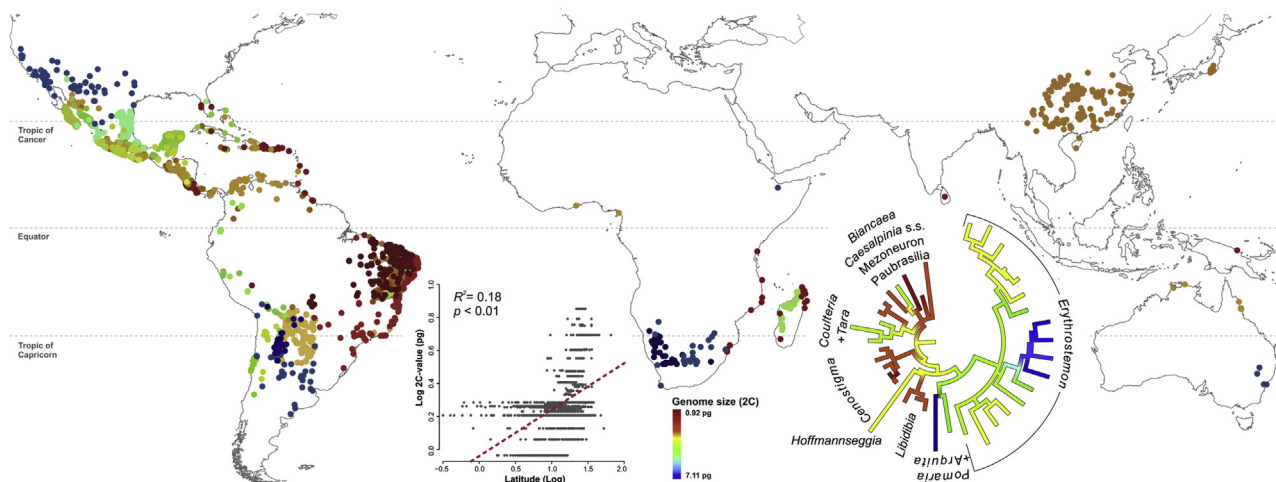 Tropic of
Cancer
Equator
Tropic of
Capricorn
R²= 0.18
p < 0.01
Log 2C-value (pg)
1.0
0.8
0.6
0.4
0.2
0.0
−0.5
0.0
0.5
1.0
1.5
2.0
Latitude (Log)
Genome size (2C)
0.92 pg
7.11 pg
Biancaea
Caesalpinia s.s.
Mezoneuron
Paubrasilia
Coulteria
+Tara
Cenostigma
Hoffmannseggia
Libidibia
Pomaria
+Arquita
Erythrostemon